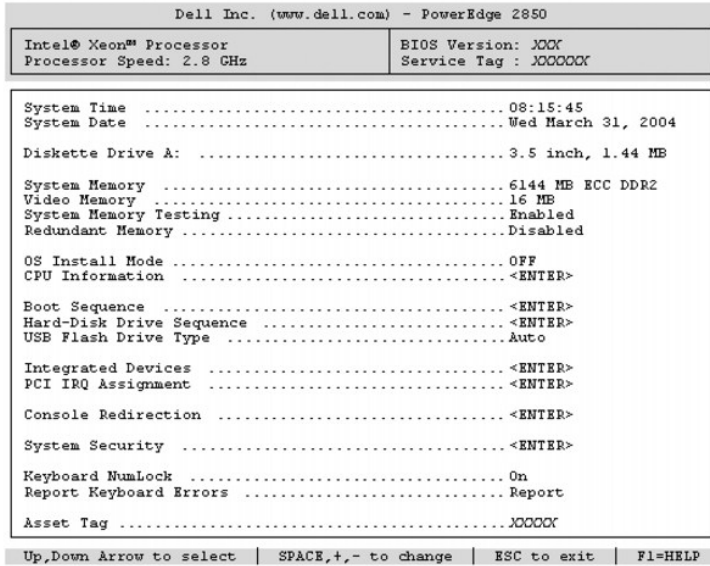 Dell Inc. (www.dell.com) - PowerEdge 2850
Intel® Xeon™ Processor
Processor Speed: 2.8 GHz
BIOS Version: XXX
Service Tag : XXXXXX
System Time ........................................ 08:15:45
System Date ........................................ Wed March 31, 2004
Diskette Drive A: .................................. 3.5 inch, 1.44 MB
System Memory ...................................... 6144 MB ECC DDR2
Video Memory ....................................... 16 MB
System Memory Testing .............................. Enabled
Redundant Memory ................................... Disabled
OS Install Mode .................................... OFF
CPU Information .................................... <ENTER>
Boot Sequence ...................................... <ENTER>
Hard-Disk Drive Sequence ........................... <ENTER>
USB Flash Drive Type ............................... Auto
Integrated Devices ................................. <ENTER>
PCI IRQ Assignment ................................. <ENTER>
Console Redirection ................................ <ENTER>
System Security .................................... <ENTER>
Keyboard NumLock ................................... On
Report Keyboard Errors ............................. Report
Asset Tag .......................................... XXXXX
Up,Down Arrow to select | SPACE,+,- to change | ESC to exit | F1=HELP